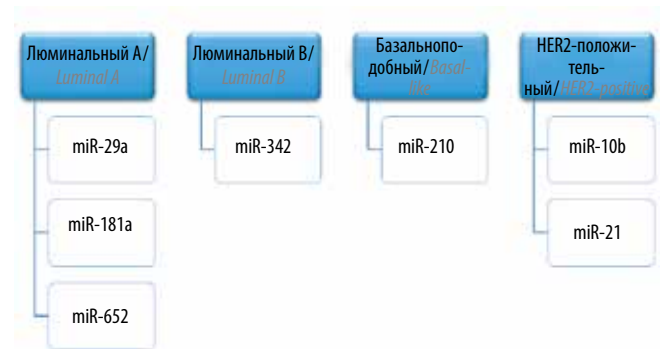 Люминальный А/
Luminal A
miR-29a
miR-181a
miR-652
Люминальный В/
Luminal B
miR-342
Базальнопо-
добный/Basal-
like
miR-210
HER2-положи-
тель-
ный/HER2-positive
miR-10b
miR-21